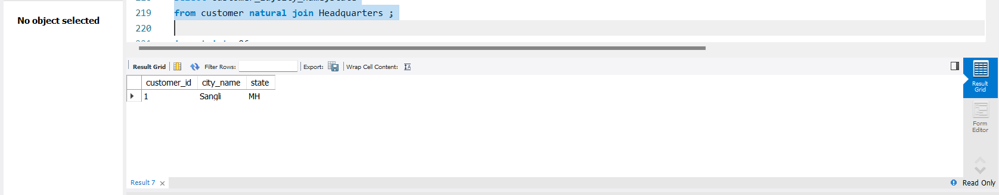 No object selected
219 from customer natural join Headquarters ;
220
Result Grid Filter Rows: Export: Wrap Cell Content:
customer_id city_name state
1 Sangli MH
Result
Grid
Form
Editor
Result 7 ×
Read Only